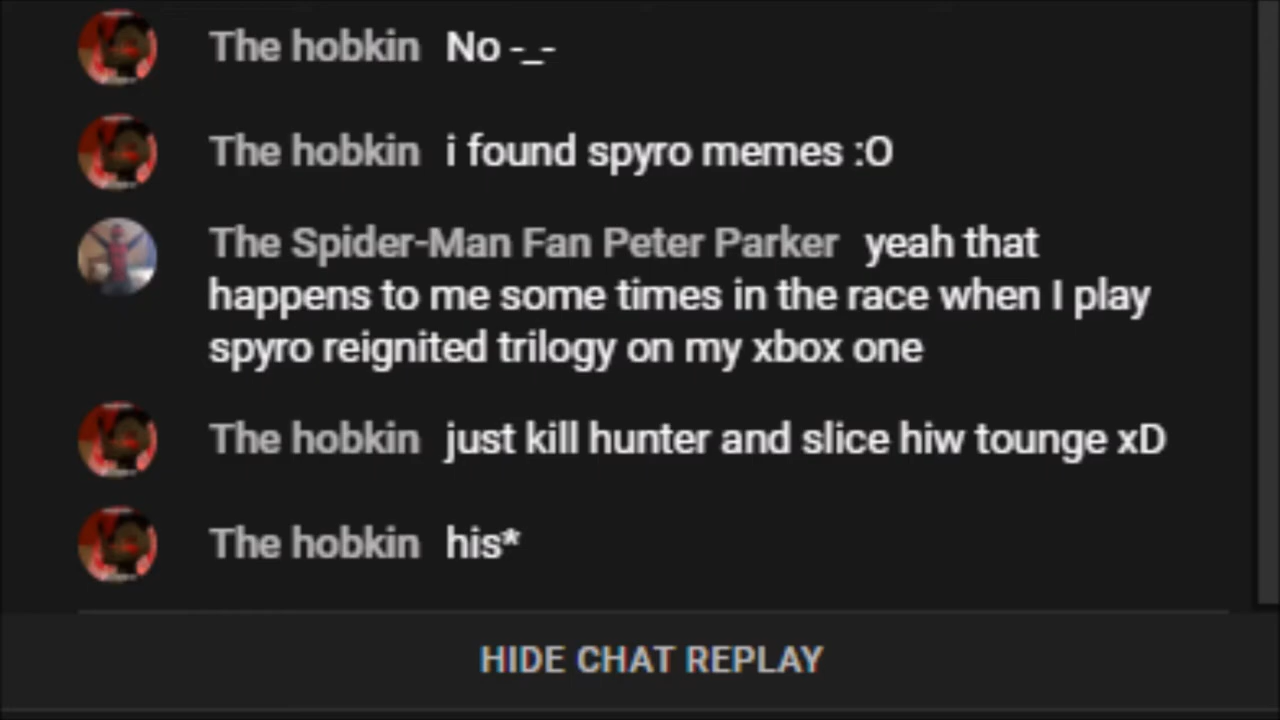 The hobkin No -_-
The hobkin i found spyro memes :O
The Spider-Man Fan Peter Parker yeah that
happens to me some times in the race when I play
spyro reignited trilogy on my xbox one
The hobkin just kill hunter and slice hiw tounge xD
The hobkin his*
HIDE CHAT REPLAY